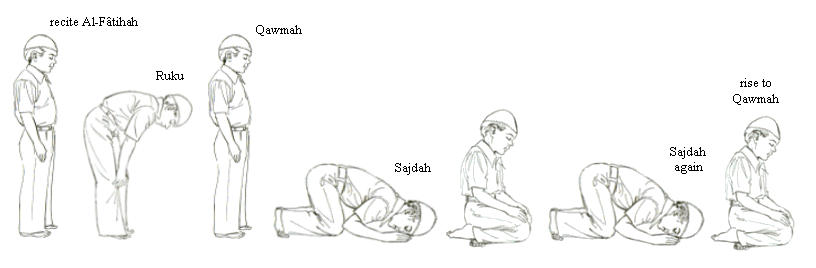 recite Al-Fâtihah
Ruku
Qawmah
Sajdah
Sajdah
again
rise to
Qawmah